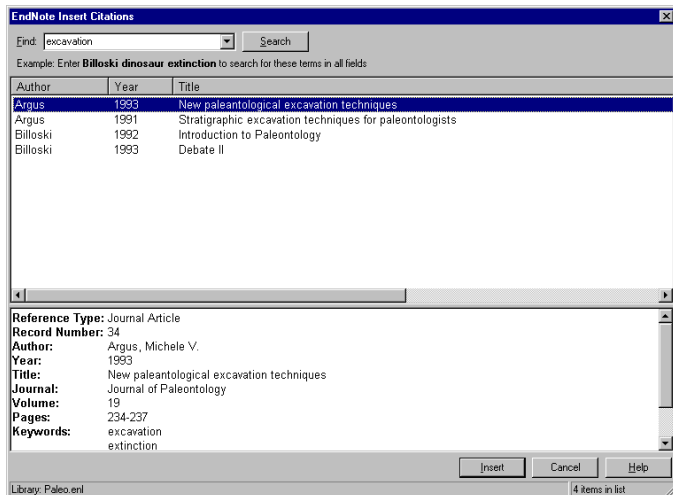 EndNote Insert Citations
Find: excavation Search
Example: Enter Billoski dinosaur extinction to search for these terms in all fields
Author Year Title
Argus 1993 New paleantological excavation techniques
Argus 1991 Stratigraphic excavation techniques for paleontologists
Billoski 1992 Introduction to Paleontology
Billoski 1993 Debate II
Reference Type: Journal Article
Record Number: 34
Author: Argus, Michele V.
Year: 1993
Title: New paleantological excavation techniques
Journal: Journal of Paleontology
Volume: 19
Pages: 234-237
Keywords: excavation
extinction
Insert Cancel Help
Library: Paleo.enl 4 items in list